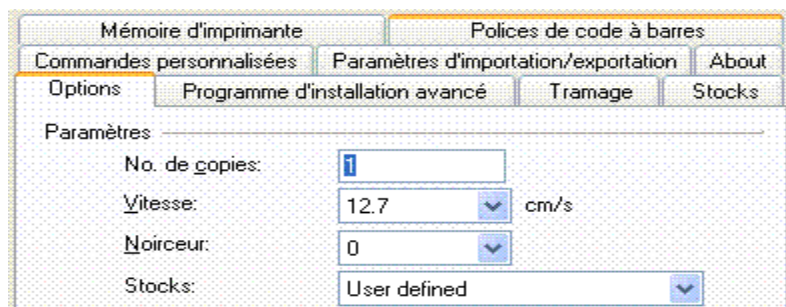 Mémoire d'imprimante Polices de code à barres
Commandes personnalisées Paramètres d'importation/exportation About
Options Programme d'installation avancé Tramage Stocks
Paramètres
No. de copies: 1
Vitesse: 12.7 cm/s
Noirceur: 0
Stocks: User defined